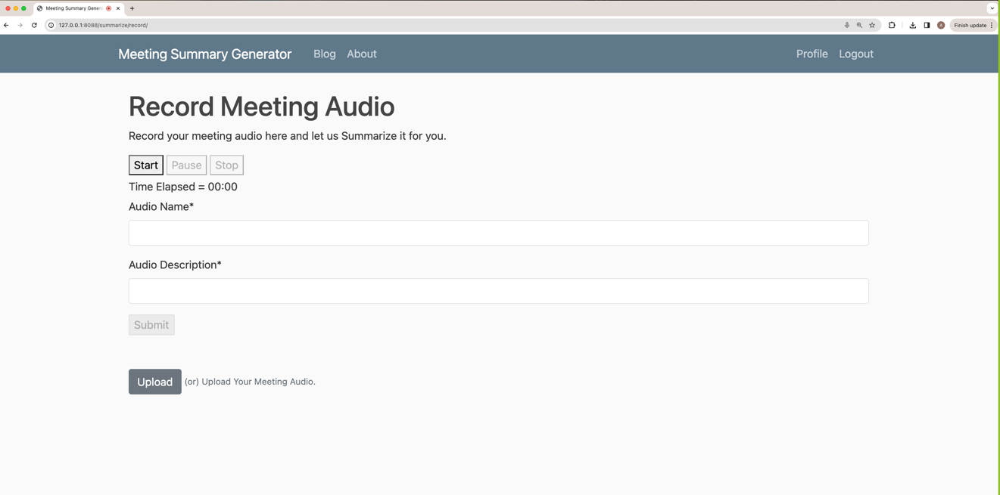 Meeting Summary Genera
127.0.0.1:8088/summarize/record/
A
Finish update
Meeting Summary Generator Blog About Profile Logout
Record Meeting Audio
Record your meeting audio here and let us Summarize it for you.
Start Pause Stop
Time Elapsed = 00:00
Audio Name*
Audio Description*
Submit
Upload (or) Upload Your Meeting Audio.